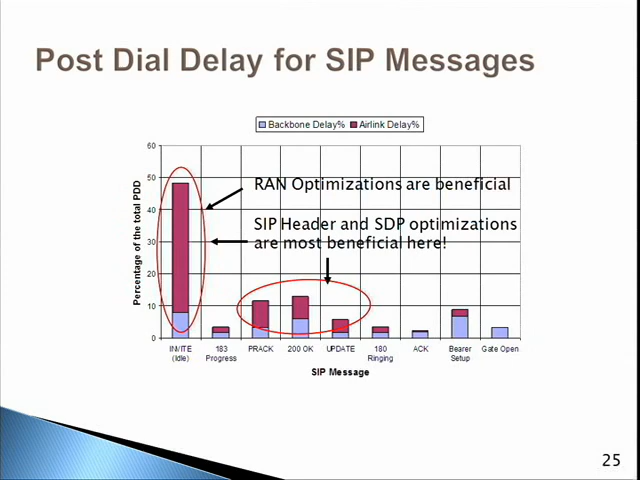 Post Dial Delay for SIP Messages
Backbone Delay% Airlink Delay%
60
50
40
30
20
10
0
Percentage of the total PDD
RAN Optimizations are beneficial
SIP Header and SDP optimizations
are most beneficial here!
INVITE 183 PRACK 200 OK UPDATE 180 ACK Bearer Gate Open
(Idle) Progress Ringing Setup
SIP Message
25